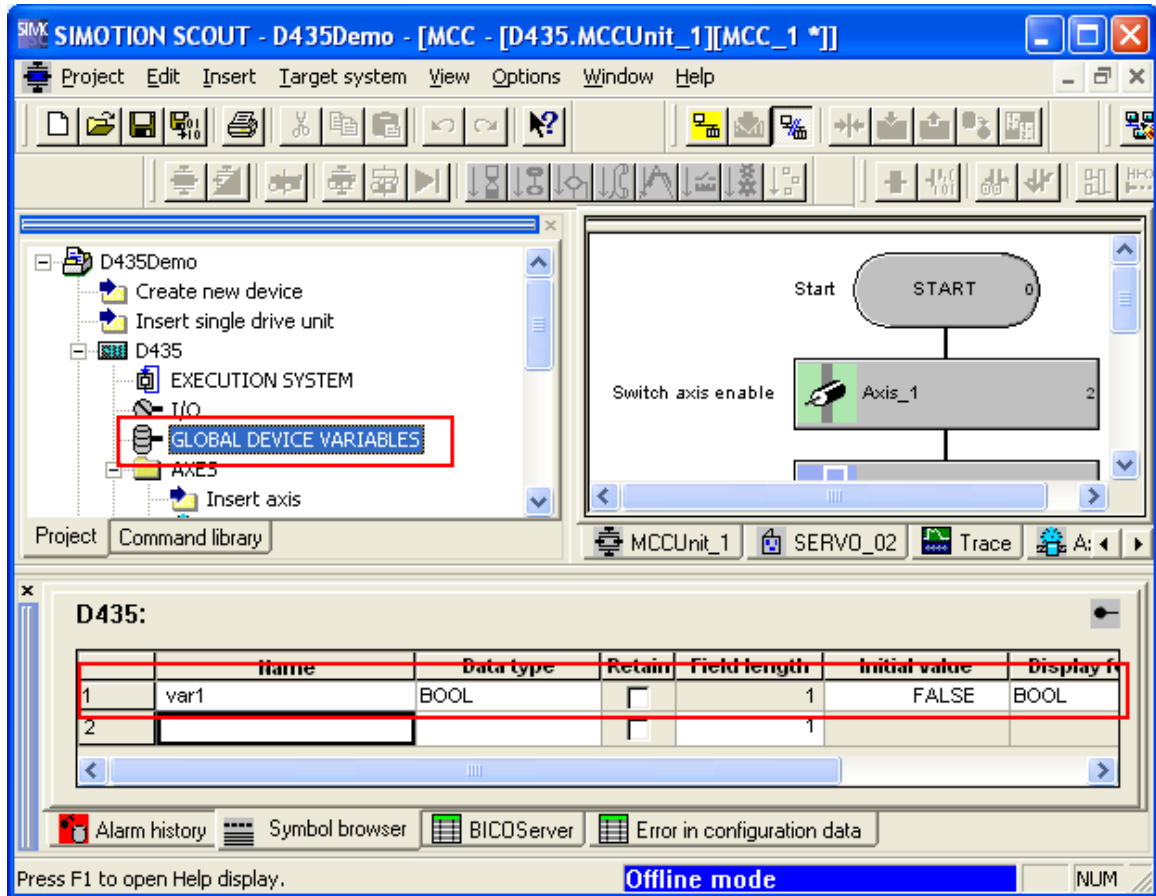 SIMOTION SCOUT - D435Demo - [MCC - [D435.MCCUnit_1][MCC_1 *]]
Project Edit Insert Target system View Options Window Help
D435Demo
Create new device
Insert single drive unit
D435
EXECUTION SYSTEM
I/O
GLOBAL DEVICE VARIABLES
AXES
Insert axis
Project Command library
Start START 0
Switch axis enable Axis_1 2
MCCUnit_1 SERVO_02 Trace
D435:
Name Data type Retain Field length Initial value Display
1 var1 BOOL 1 FALSE BOOL
2 1
Alarm history Symbol browser BICOServer Error in configuration data
Press F1 to open Help display. Offline mode NUM